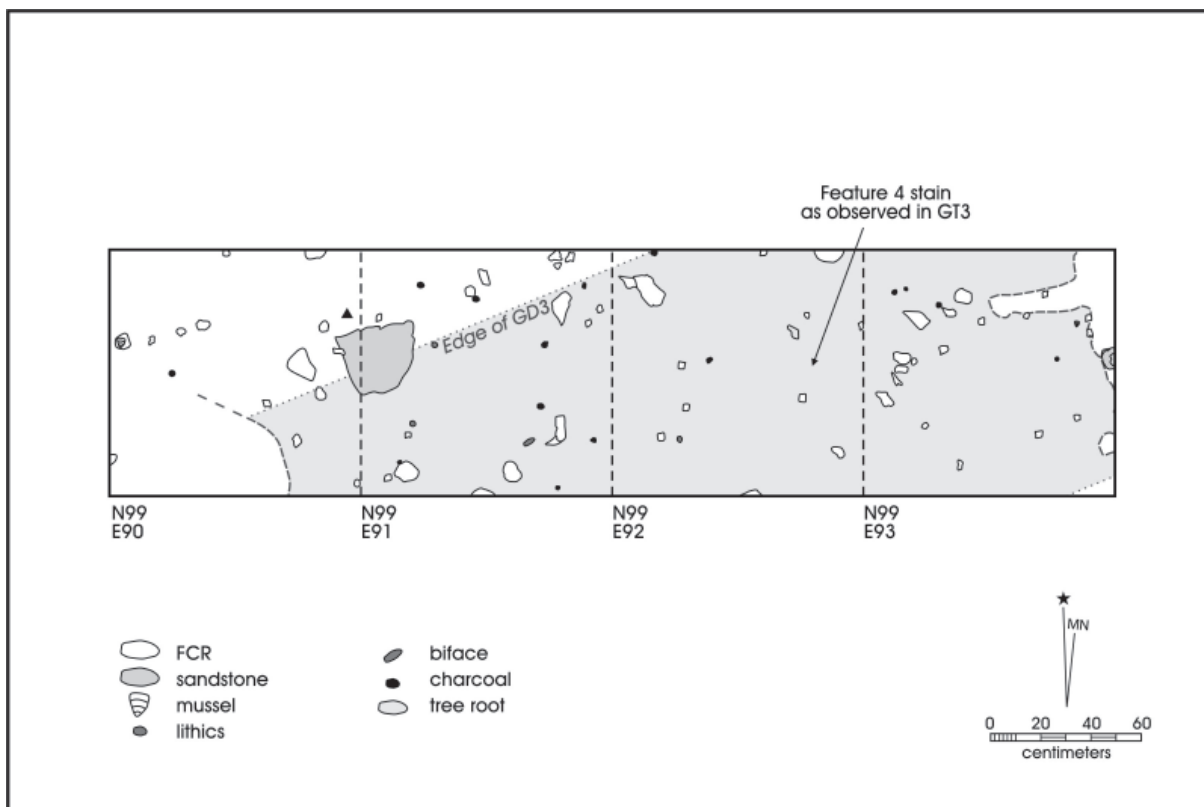 Feature 4 stain
as observed in GT3
Edge of GD3
N99
E90
N99
E91
N99
E92
N99
E93
FCR
sandstone
mussel
lithics
biface
charcoal
tree root
MN
0 20 40 60
centimeters